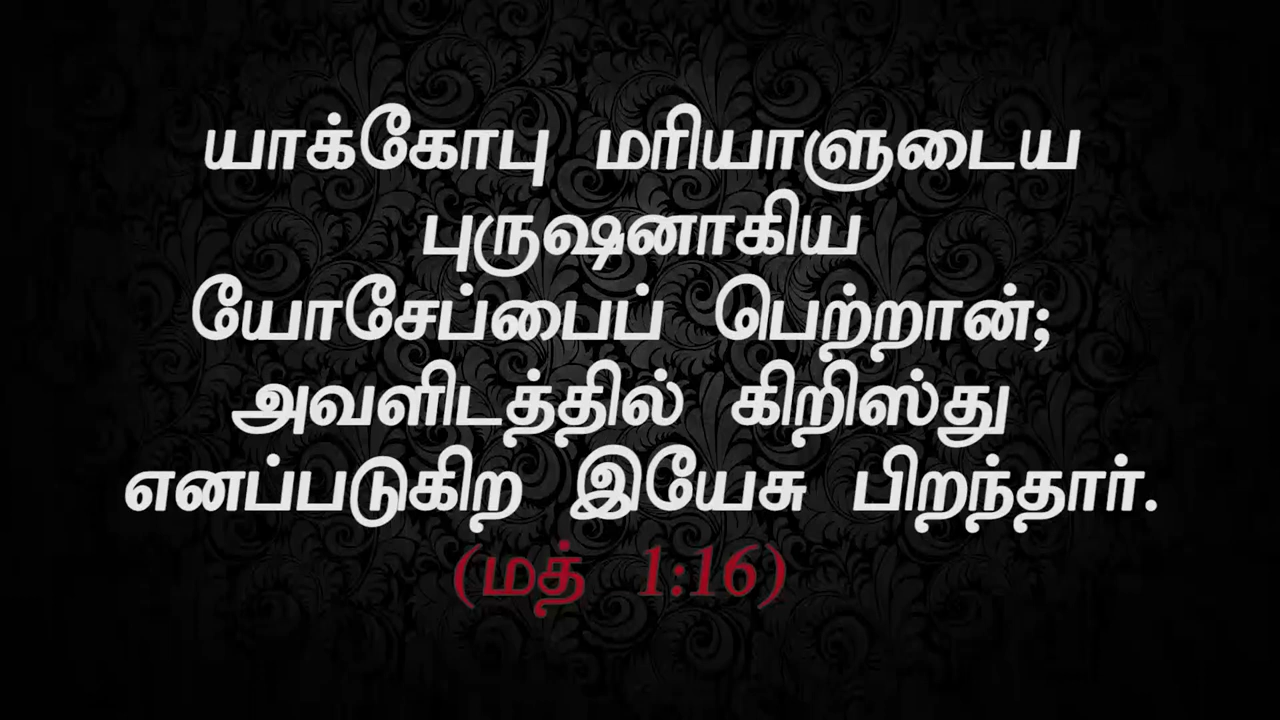 யாக்கோபு மரியாளுடைய
புருஷனாகிய
யோசேப்பைப் பெற்றான்;
அவளிடத்தில் கிறிஸ்து
எனப்படுகிற இயேசு பிறந்தார்.
(மத் 1:16)